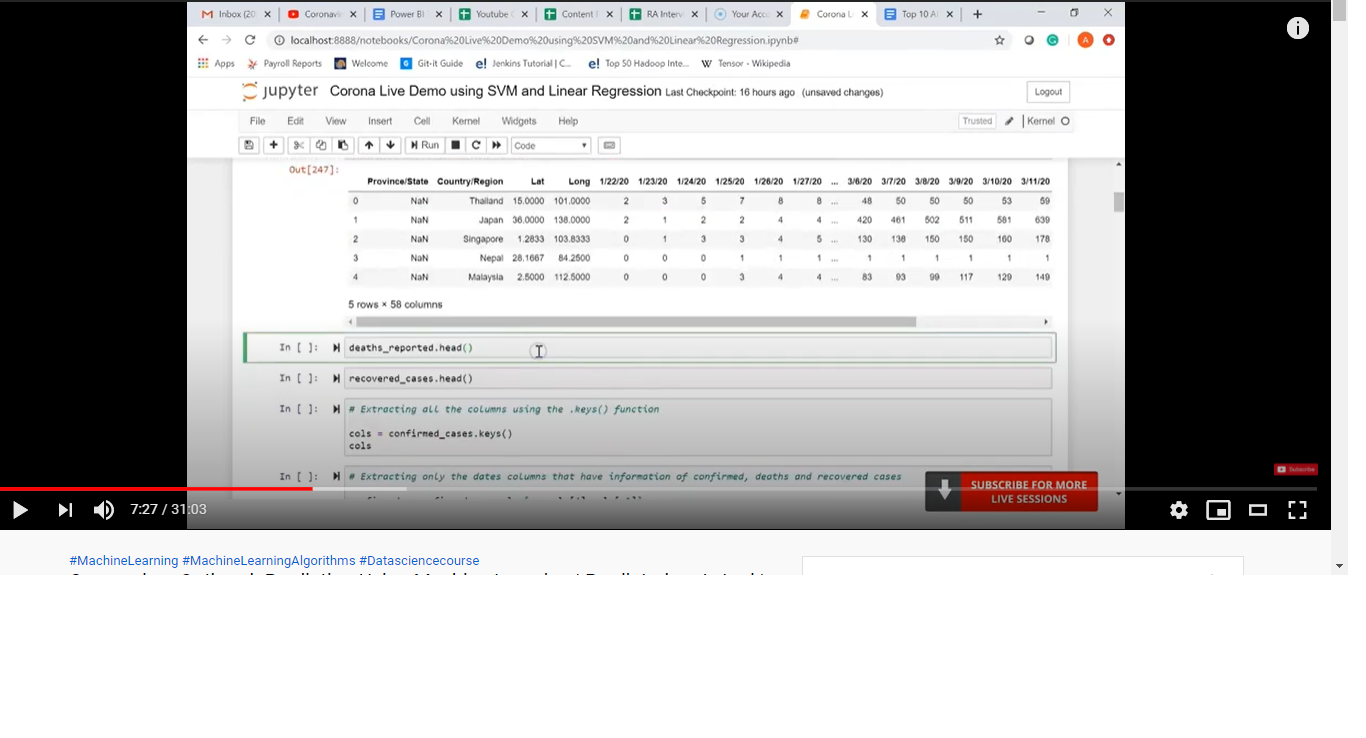 Inbox (20 Coronavi Power BI Youtube C Content F RA Interv Your Acc Corona L Top 10 Al
localhost:8888/notebooks/Corona%20Live%20Demo%20using%20SVM%20and%20Linear%20Regression.ipynb#
A
Apps Payroll Reports Welcome Git-it Guide Jenkins Tutorial | C... Top 50 Hadoop Inte... Tensor - Wikipedia
jupyter Corona Live Demo using SVM and Linear Regression Last Checkpoint: 16 hours ago (unsaved changes) Logout
File Edit View Insert Cell Kernel Widgets Help Trusted Kernel
Run Code
Out[247]:
Province/State Country/Region Lat Long 1/22/20 1/23/20 1/24/20 1/25/20 1/26/20 1/27/20 ... 3/6/20 3/7/20 3/8/20 3/9/20 3/10/20 3/11/20
0 NaN Thailand 15.0000 101.0000 2 3 5 7 8 8 ... 48 50 50 50 53 59
1 NaN Japan 36.0000 138.0000 2 1 2 2 4 4 ... 420 461 502 511 581 639
2 NaN Singapore 1.2833 103.8333 0 1 3 3 4 5 ... 130 138 150 150 160 178
3 NaN Nepal 28.1667 84.2500 0 0 0 1 1 1 ... 1 1 1 1 1 1
4 NaN Malaysia 2.5000 112.5000 0 0 0 3 4 4 ... 83 93 99 117 129 149
5 rows × 58 columns
In [ ]: deaths_reported.head()
In [ ]: recovered_cases.head()
In [ ]: # Extracting all the columns using the .keys() function
cols = confirmed_cases.keys()
cols
In [ ]: # Extracting only the dates columns that have information of confirmed, deaths and recovered cases
Subscribe
SUBSCRIBE FOR MORE
LIVE SESSIONS
7:27 / 31:03
#MachineLearning #MachineLearningAlgorithms #Datasciencecourse